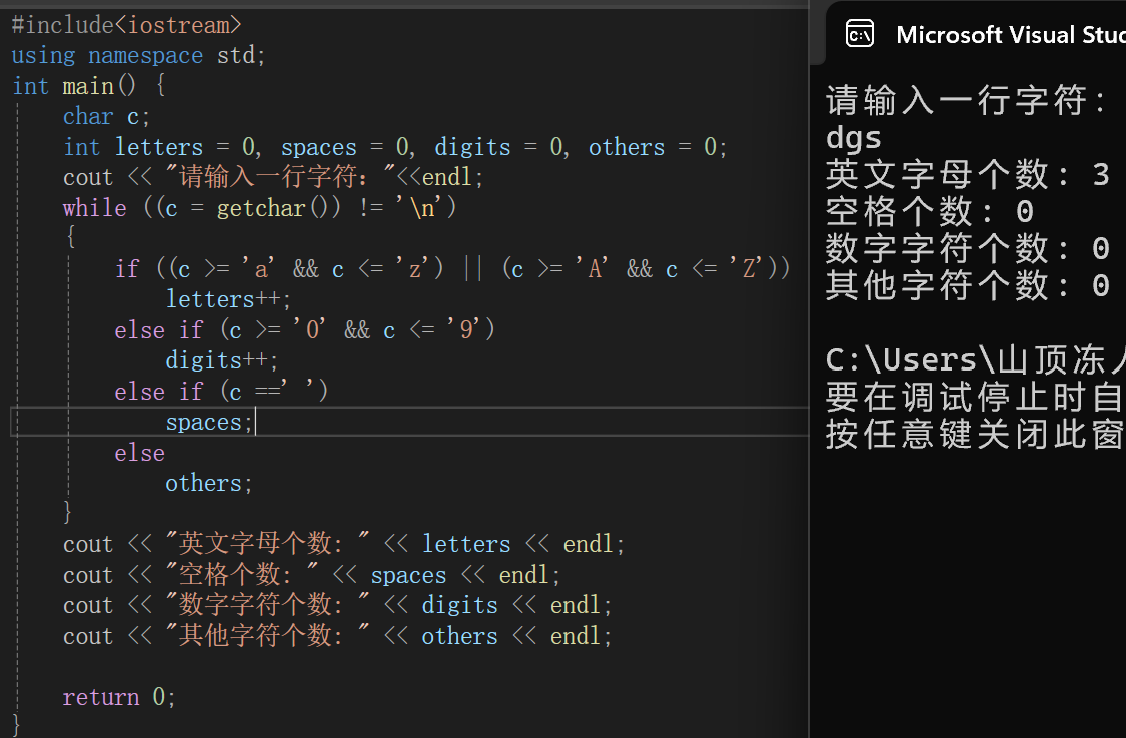 #include<iostream>
using namespace std;
int main() {
char c;
int letters = 0, spaces = 0, digits = 0, others = 0;
cout << "请输入一行字符："<<endl;
while ((c = getchar()) != '\n')
{
if ((c >= 'a' && c <= 'z') || (c >= 'A' && c <= 'Z'))
letters++;
else if (c >= '0' && c <= '9')
digits++;
else if (c ==' ')
spaces;
else
others;
}
cout << "英文字母个数: " << letters << endl;
cout << "空格个数: " << spaces << endl;
cout << "数字字符个数: " << digits << endl;
cout << "其他字符个数: " << others << endl;
return 0;
}
Microsoft Visual Stud
请输入一行字符：
dgs
英文字母个数: 3
空格个数: 0
数字字符个数: 0
其他字符个数: 0
C:\Users\山顶冻
要在调试停止时自
按任意键关闭此窗